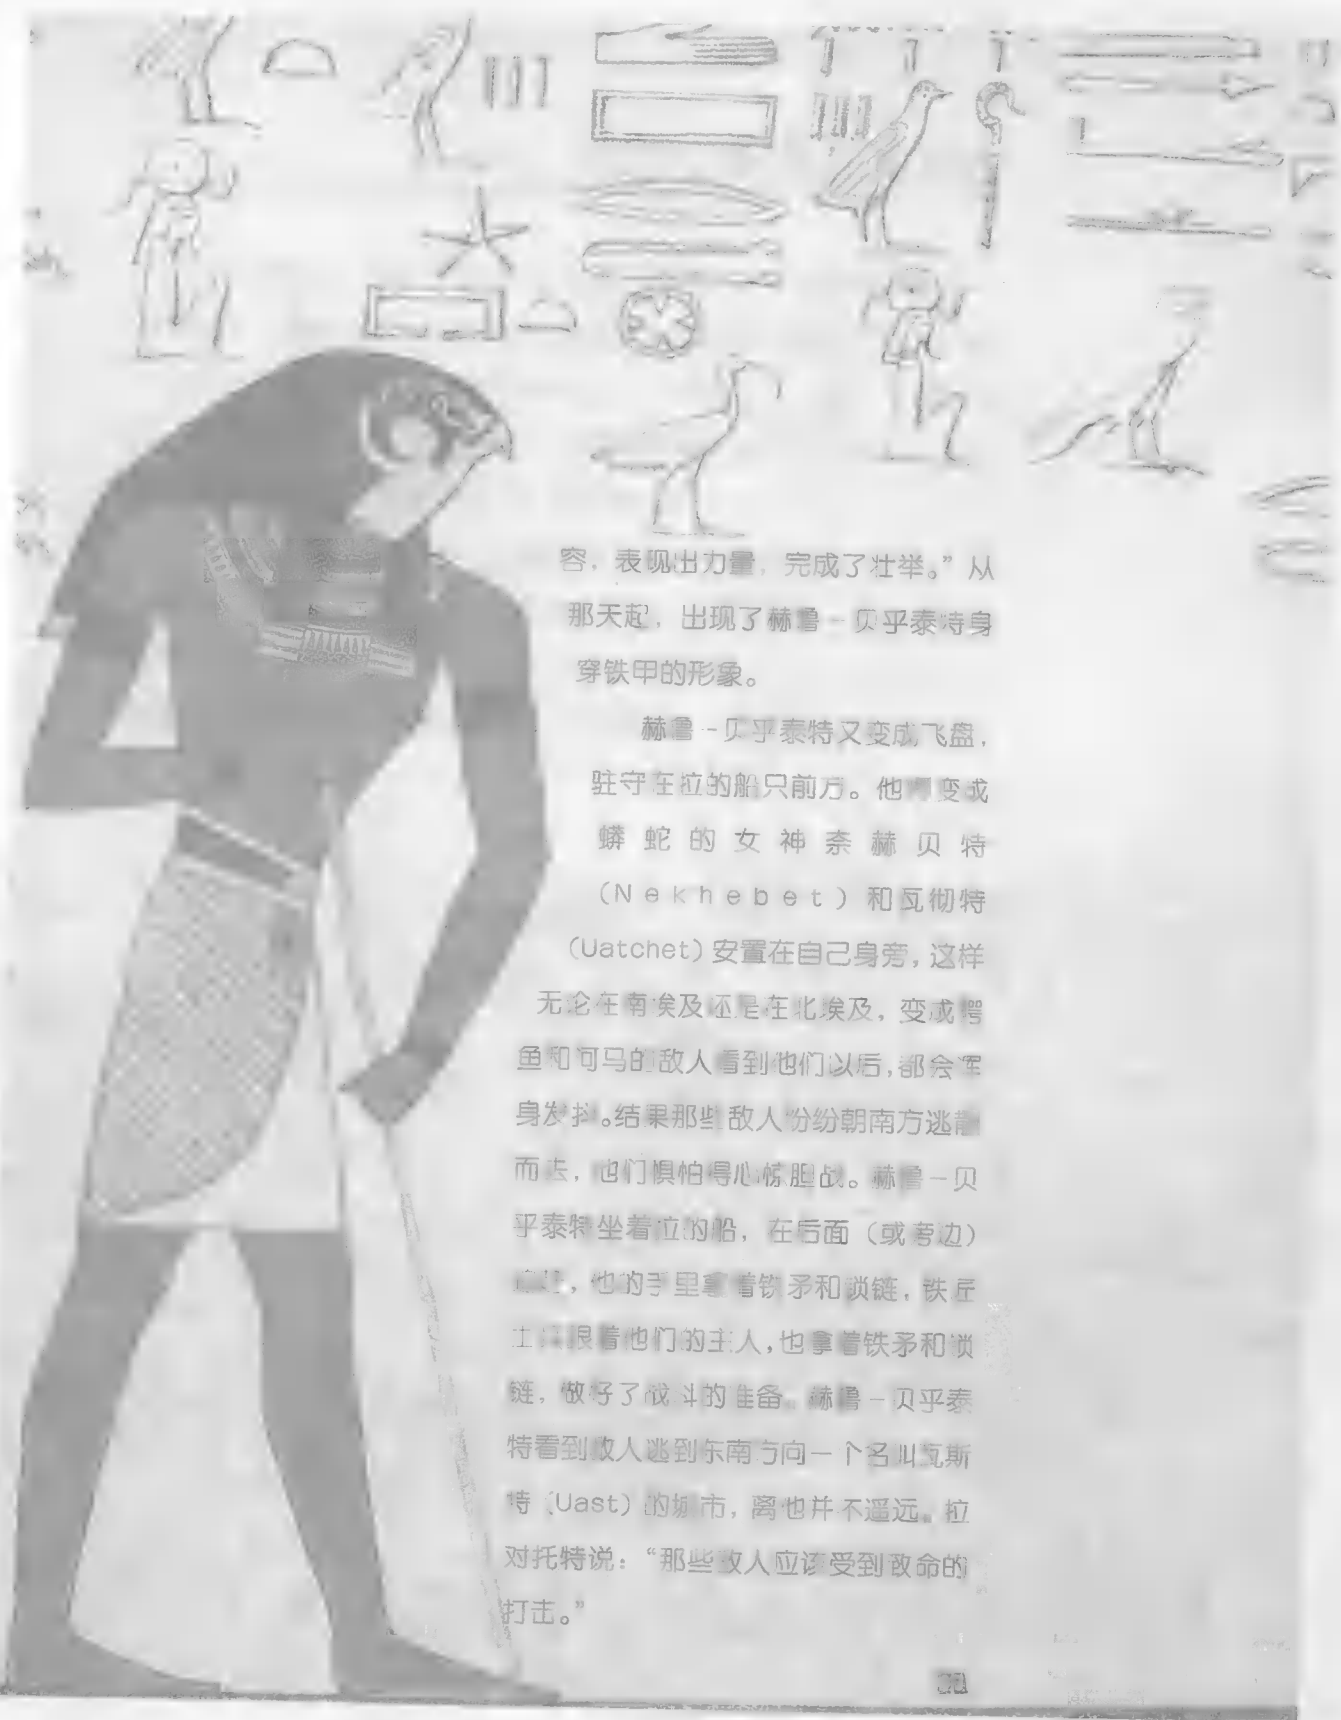 容，表现出力量，完成了壮举。”从
那天起，出现了赫鲁－贝乎泰特身
穿铁甲的形象。
赫鲁－贝乎泰特又变成飞盘，
驻守在拉的船只前方。他 变成
蟒蛇的女神奈赫贝特
（Nekhebet）和瓦彻特
（Uatchet）安置在自己身旁，这样
无论在南埃及还是在北埃及，变成鳄
鱼和河马的敌人看到他们以后，都会浑
身发抖。结果那些敌人纷纷朝南方逃散
而去，他们惧怕得心惊胆战。赫鲁－贝
乎泰特坐着拉的船，在后面（或旁边）
，他的手里拿着铁矛和锁链，铁匠
跟着他们的主人，也拿着铁矛和锁
链，做好了战斗的准备。赫鲁－贝乎泰
特看到敌人逃到东南方向一个名叫瓦斯
特（Uast）的城市，离他并不遥远。拉
对托特说：“那些敌人应该受到致命的
打击。”